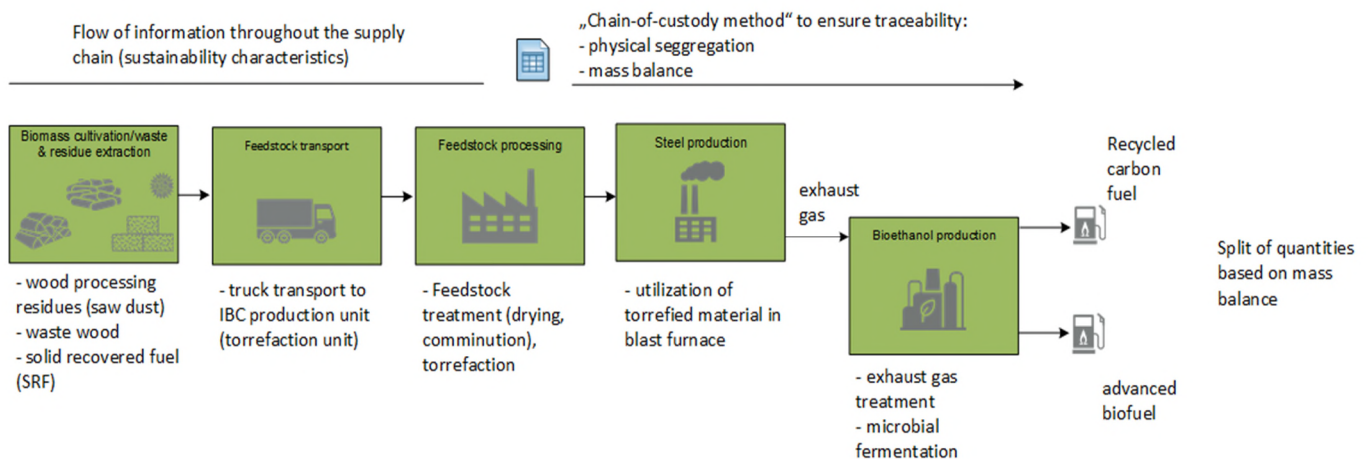 Flow of information throughout the supply
chain (sustainability characteristics)
„Chain-of-custody method“ to ensure traceability:
- physical seggregation
- mass balance
Biomass cultivation/waste
& residue extraction
- wood processing
residues (saw dust)
- waste wood
- solid recovered fuel
(SRF)
Feedstock transport
- truck transport to
IBC production unit
(torrefaction unit)
Feedstock processing
- Feedstock
treatment (drying,
comminution),
torrefaction
Steel production
- utilization of
torrefied material in
blast furnace
exhaust
gas
Bioethanol production
- exhaust gas
treatment
- microbial
fermentation
Recycled
carbon
fuel
advanced
biofuel
Split of quantities
based on mass
balance